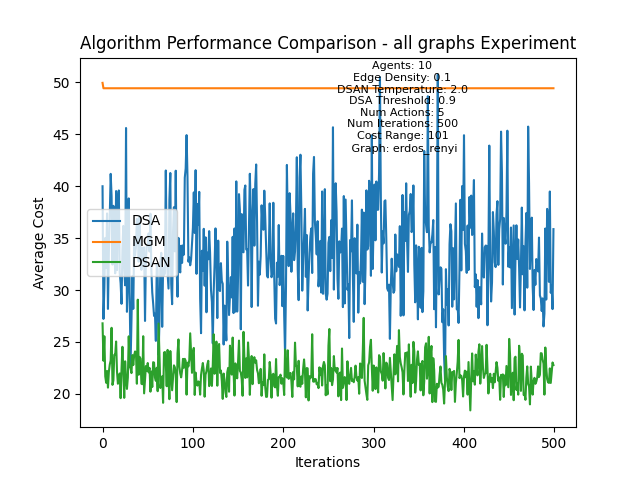 Algorithm Performance Comparison - all graphs Experiment
Agents: 10
Edge Density: 0.1
DSAN Temperature: 2.0
DSA Threshold: 0.9
Num Actions: 5
Num Iterations: 500
Cost Range: 101
Graph: erdos_renyi
Average Cost
50
45
40
35
30
25
20
DSA
MGM
DSAN
0
100
200
300
400
500
Iterations